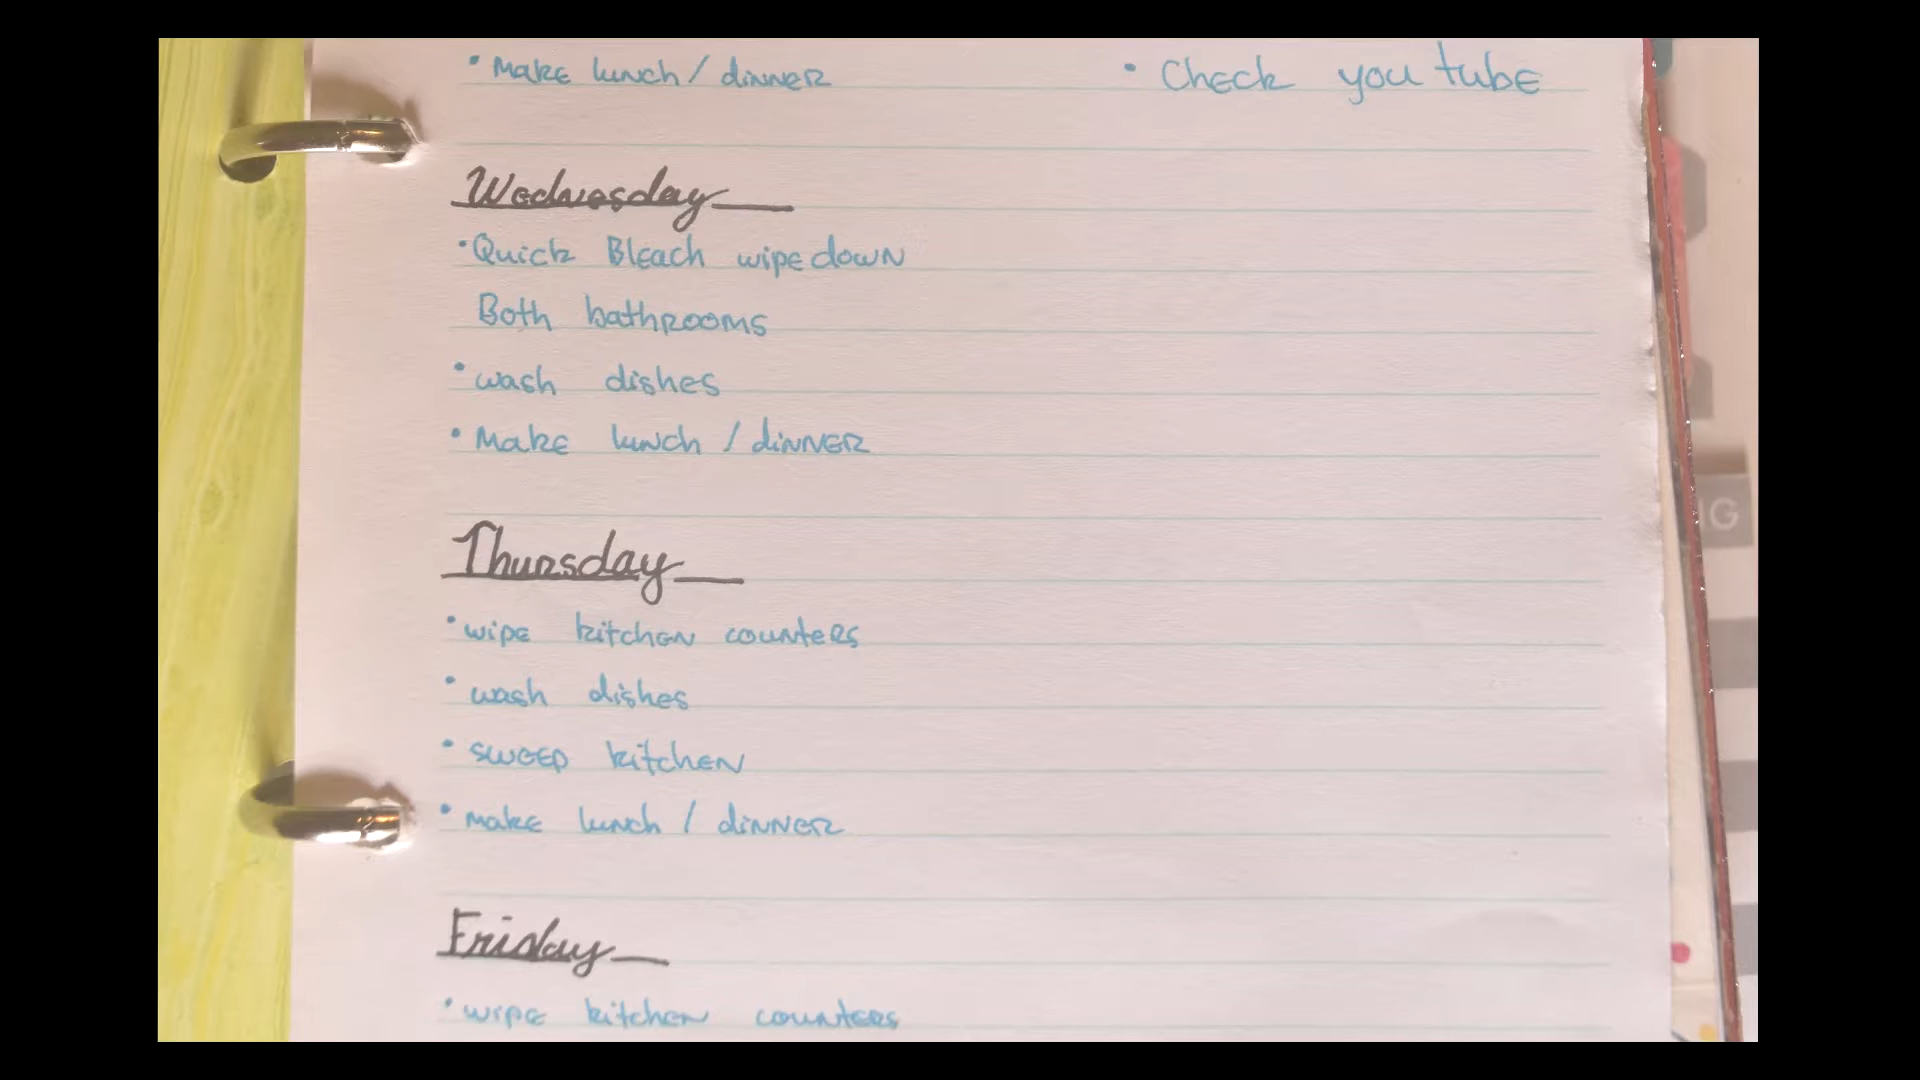 • Make lunch / dinner
• Check you tube
Wednesday
• Quick Bleach wipe down
Both bathrooms
• wash dishes
• Make lunch / dinner
Thursday
• wipe kitchen counters
• wash dishes
• sweep kitchen
• make lunch / dinner
Friday
• wipe kitchen counters
IG